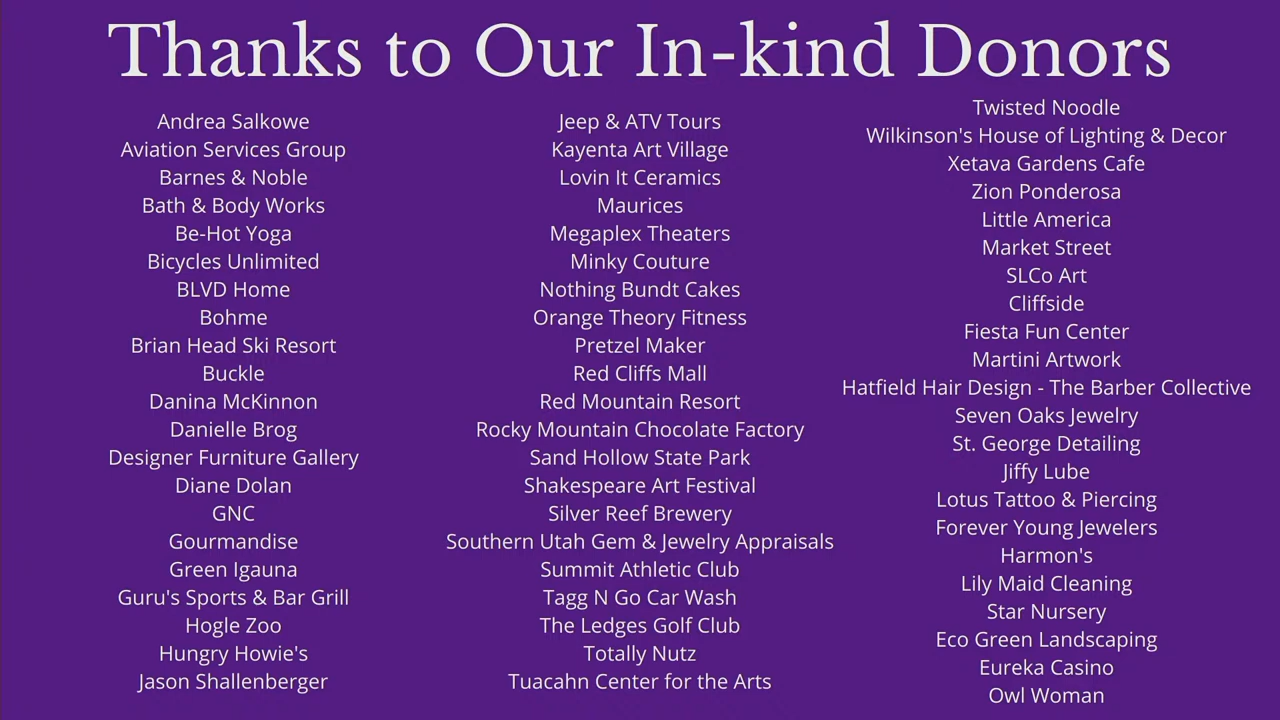 Thanks to Our In-kind Donors
Andrea Salkowe
Aviation Services Group
Barnes & Noble
Bath & Body Works
Be-Hot Yoga
Bicycles Unlimited
BLVD Home
Bohme
Brian Head Ski Resort
Buckle
Danina McKinnon
Danielle Brog
Designer Furniture Gallery
Diane Dolan
GNC
Gourmandise
Green Igauna
Guru's Sports & Bar Grill
Hogle Zoo
Hungry Howie's
Jason Shallenberger
Jeep & ATV Tours
Kayenta Art Village
Lovin It Ceramics
Maurices
Megaplex Theaters
Minky Couture
Nothing Bundt Cakes
Orange Theory Fitness
Pretzel Maker
Red Cliffs Mall
Red Mountain Resort
Rocky Mountain Chocolate Factory
Sand Hollow State Park
Shakespeare Art Festival
Silver Reef Brewery
Southern Utah Gem & Jewelry Appraisals
Summit Athletic Club
Tagg N Go Car Wash
The Ledges Golf Club
Totally Nutz
Tuacahn Center for the Arts
Twisted Noodle
Wilkinson's House of Lighting & Decor
Xetava Gardens Cafe
Zion Ponderosa
Little America
Market Street
SLCo Art
Cliffside
Fiesta Fun Center
Martini Artwork
Hatfield Hair Design - The Barber Collective
Seven Oaks Jewelry
St. George Detailing
Jiffy Lube
Lotus Tattoo & Piercing
Forever Young Jewelers
Harmon's
Lily Maid Cleaning
Star Nursery
Eco Green Landscaping
Eureka Casino
Owl Woman